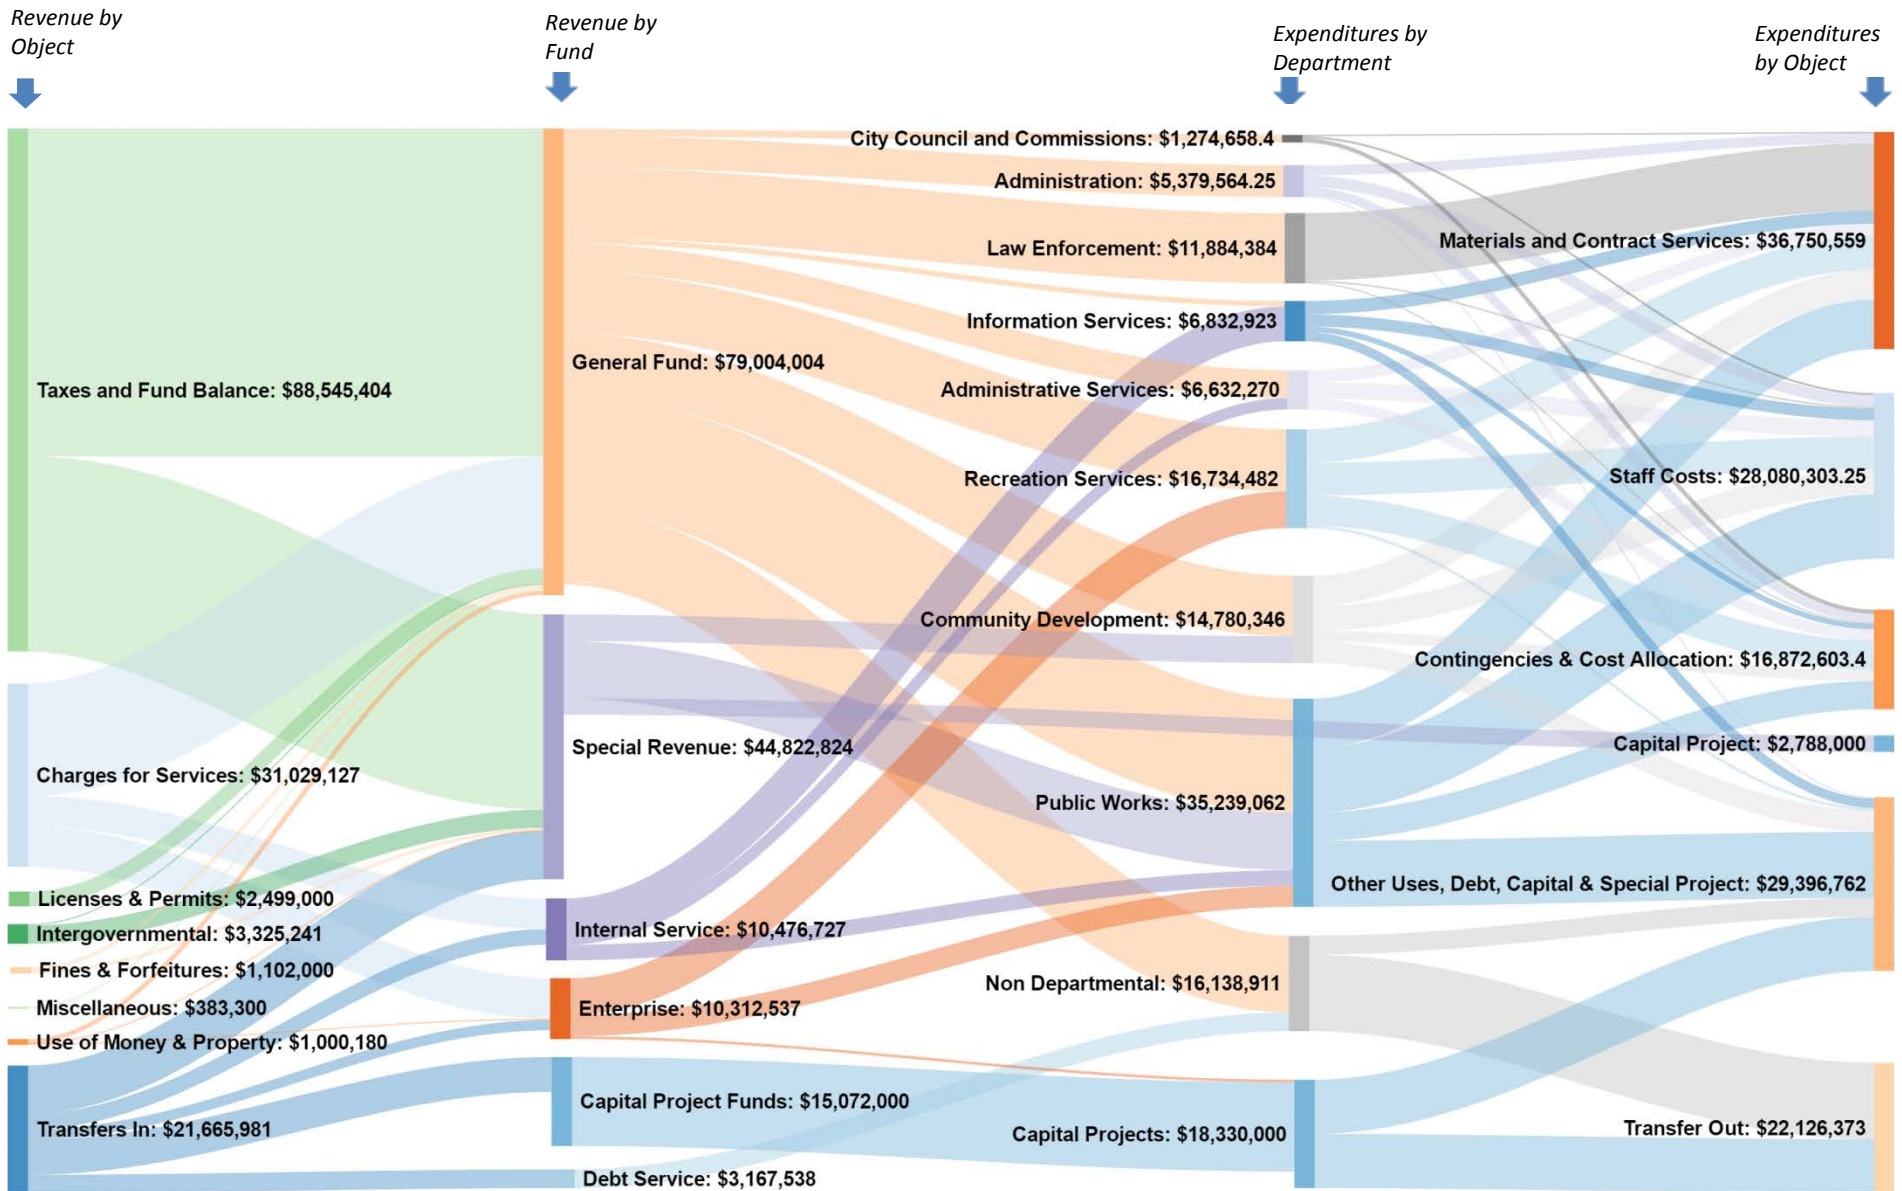 Revenue by
Object
Revenue by
Fund
Expenditures by
Department
Expenditures
by Object
Taxes and Fund Balance: $88,545,404
Charges for Services: $31,029,127
Licenses & Permits: $2,499,000
Intergovernmental: $3,325,241
Fines & Forfeitures: $1,102,000
Miscellaneous: $383,300
Use of Money & Property: $1,000,180
Transfers In: $21,665,981
General Fund: $79,004,004
Special Revenue: $44,822,824
Internal Service: $10,476,727
Enterprise: $10,312,537
Capital Project Funds: $15,072,000
Debt Service: $3,167,538
City Council and Commissions: $1,274,658.4
Administration: $5,379,564.25
Law Enforcement: $11,884,384
Information Services: $6,832,923
Administrative Services: $6,632,270
Recreation Services: $16,734,482
Community Development: $14,780,346
Public Works: $35,239,062
Non Departmental: $16,138,911
Capital Projects: $18,330,000
Materials and Contract Services: $36,750,559
Staff Costs: $28,080,303.25
Contingencies & Cost Allocation: $16,872,603.4
Capital Project: $2,788,000
Other Uses, Debt, Capital & Special Project: $29,396,762
Transfer Out: $22,126,373